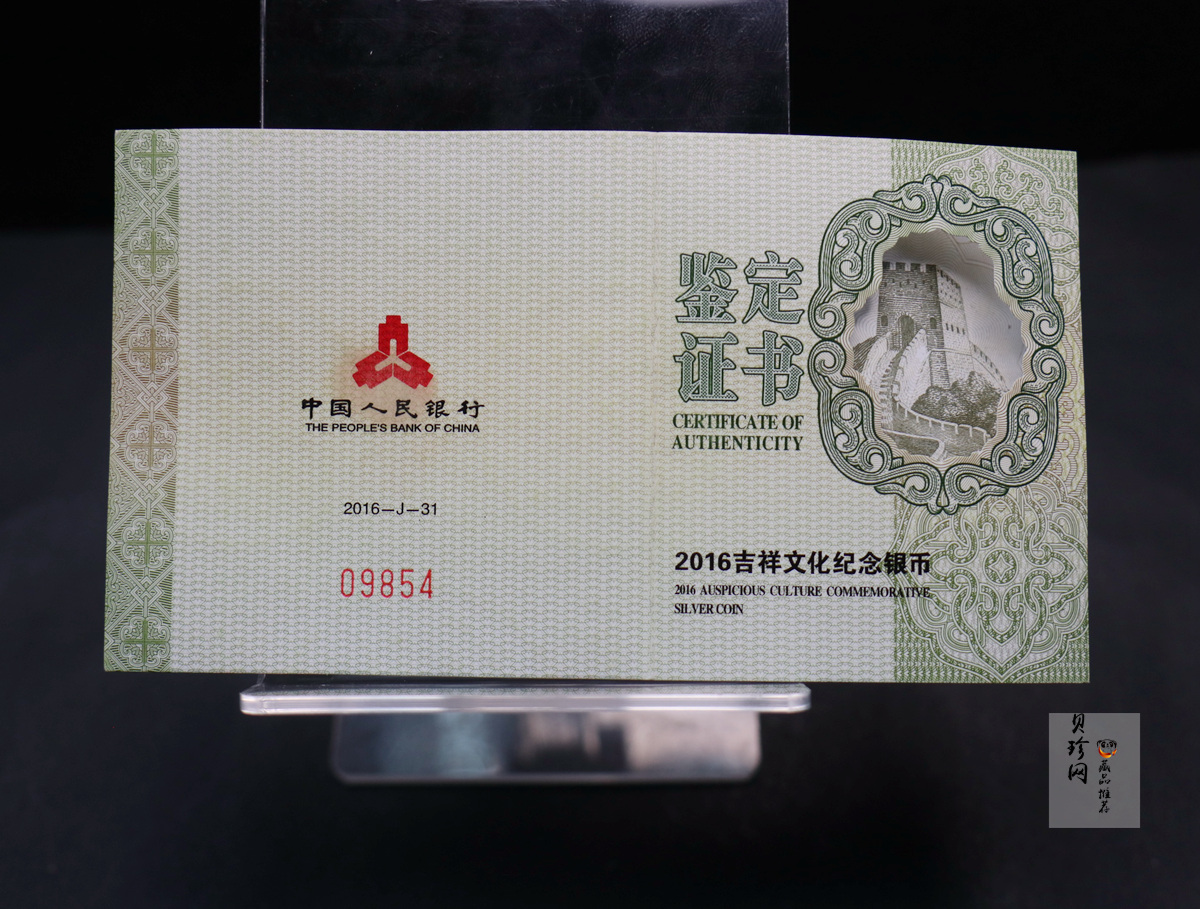 中国人民银行
THE PEOPLE'S BANK OF CHINA
2016—J—31
09854
鉴定
证书
CERTIFICATE OF
AUTHENTICITY
2016吉祥文化纪念银币
2016 AUSPICIOUS CULTURE COMMEMORATIVE
SILVER COIN
贝珍网
藏品推荐